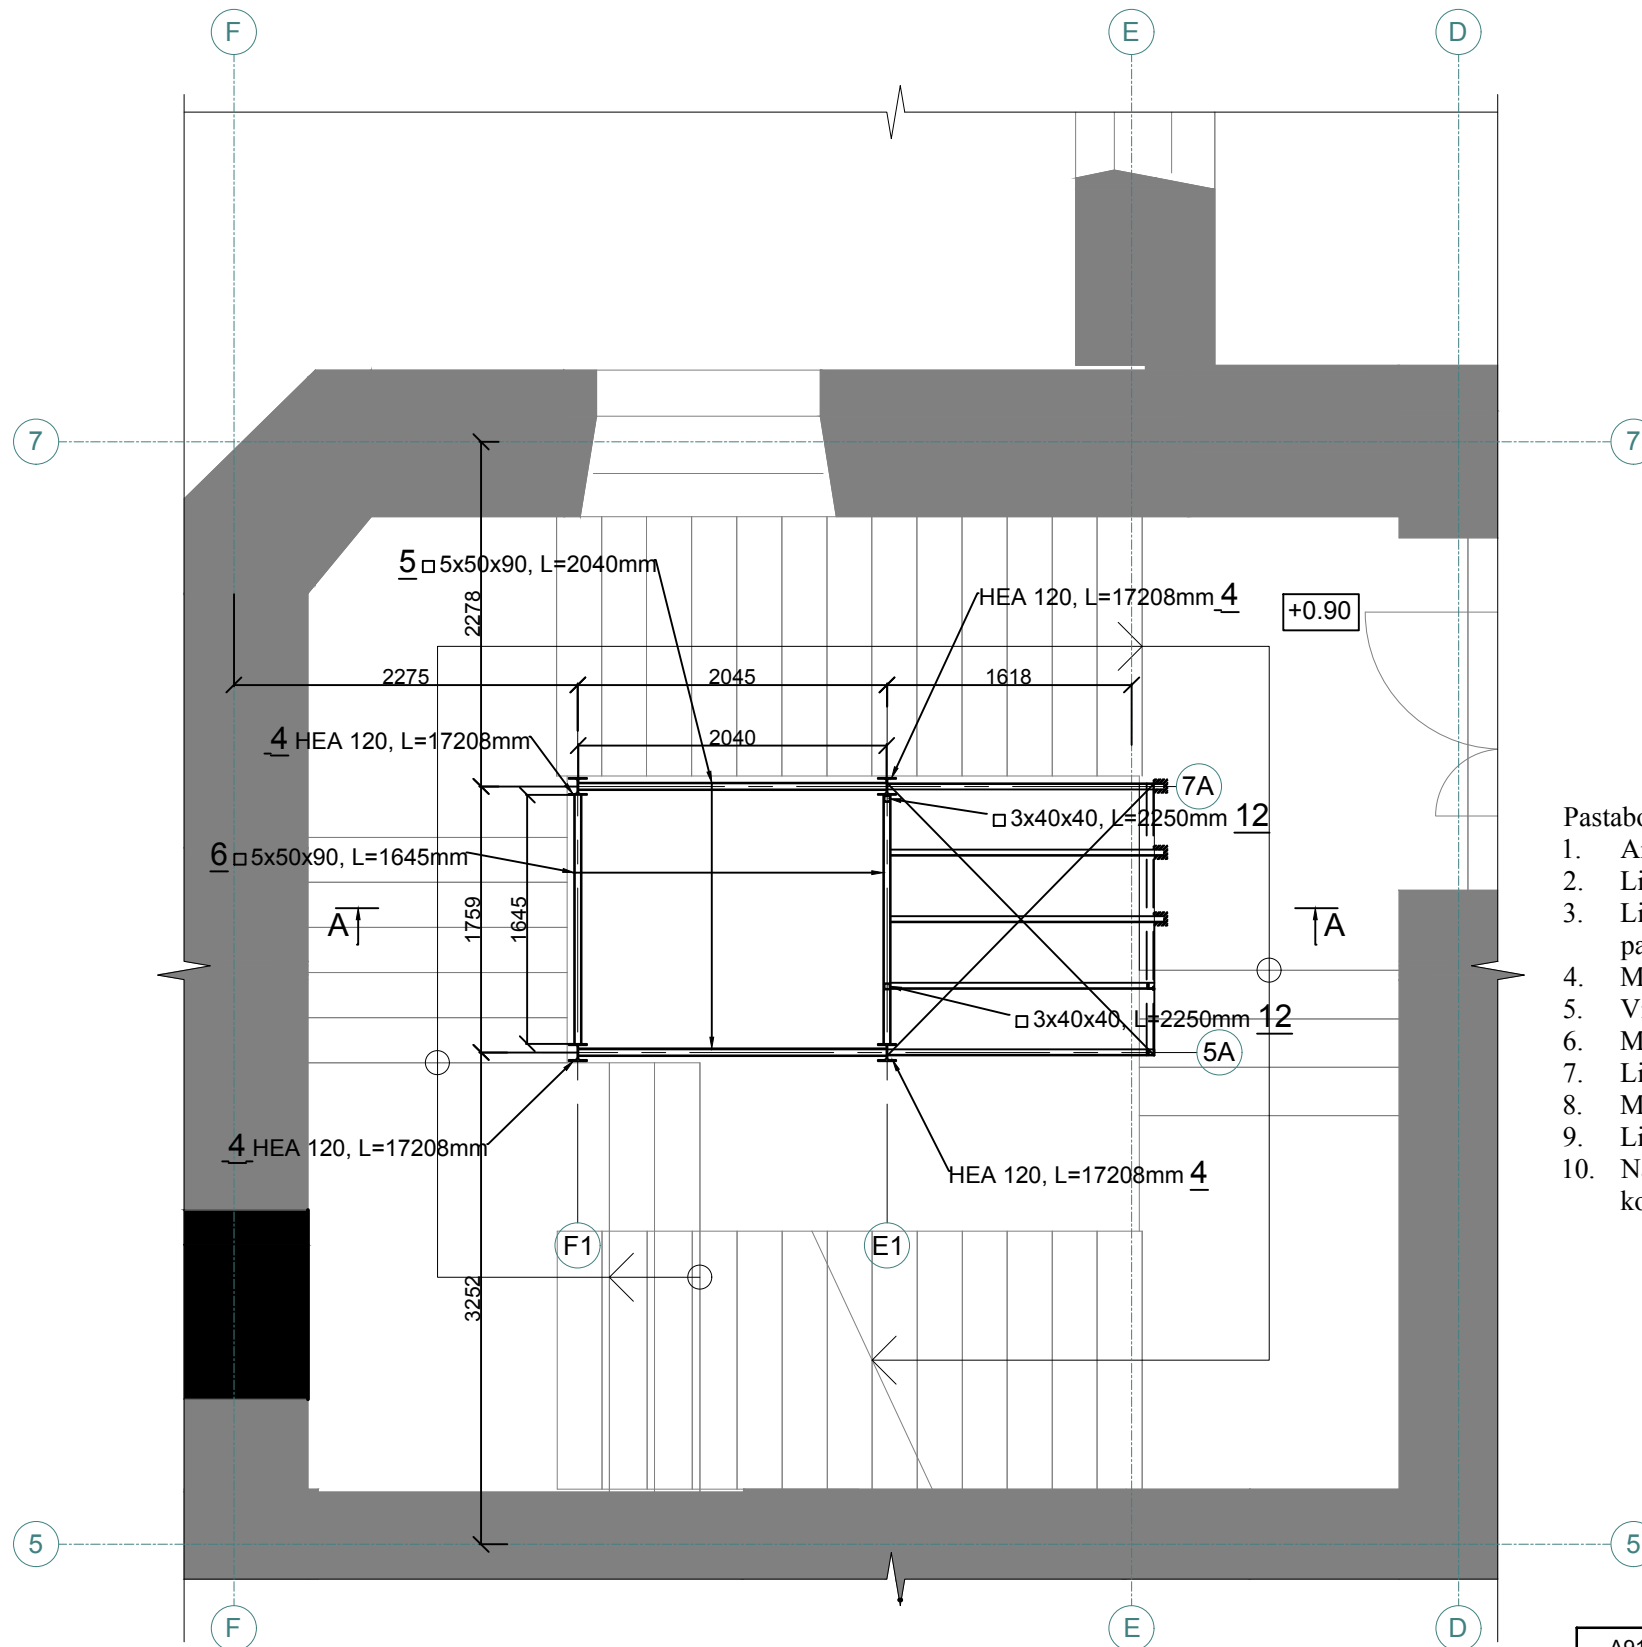 F
E
D
7
7
5 □ 5x50x90, L=2040mm
HEA 120, L=17208mm 4
+0.90
2278
2275
2045
1618
4 HEA 120, L=17208mm
2040
7A
□ 3x40x40, L=2250mm 12
6 □ 5x50x90, L=1645mm
1759
1645
A
A
□ 3x40x40, L=2250mm 12
5A
4 HEA 120, L=17208mm
HEA 120, L=17208mm 4
F1
E1
3252
5
5
F
E
D
1.
2.
3.
4.
5.
6.
7.
8.
9.
10.